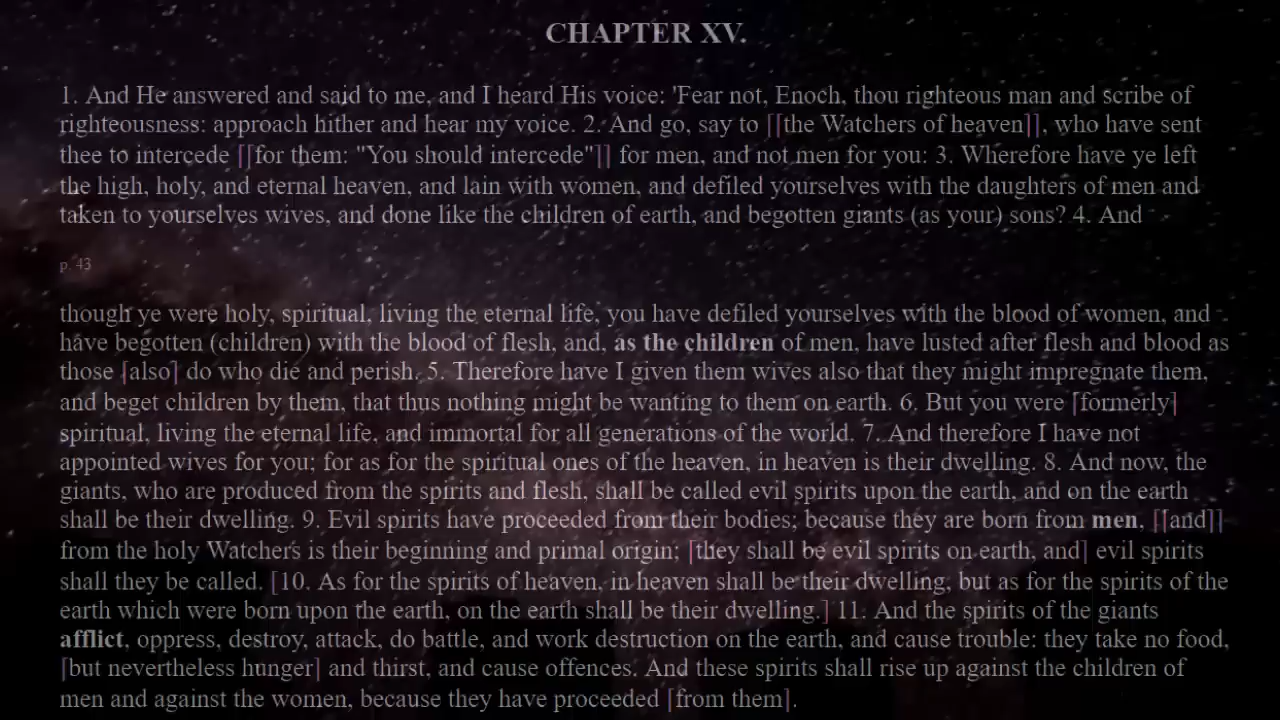 CHAPTER XV.
1. And He answered and said to me, and I heard His voice: 'Fear not, Enoch, thou righteous man and scribe of
righteousness: approach hither and hear my voice. 2. And go, say to [[the Watchers of heaven]], who have sent
thee to intercede [[for them: "You should intercede"]] for men, and not men for you: 3. Wherefore have ye left
the high, holy, and eternal heaven, and lain with women, and defiled yourselves with the daughters of men and
taken to yourselves wives, and done like the children of earth, and begotten giants (as your) sons? 4. And
p. 43
though ye were holy, spiritual, living the eternal life, you have defiled yourselves with the blood of women, and
have begotten (children) with the blood of flesh, and, as the children of men, have lusted after flesh and blood as
those [also] do who die and perish. 5. Therefore have I given them wives also that they might impregnate them,
and beget children by them, that thus nothing might be wanting to them on earth. 6. But you were [formerly]
spiritual, living the eternal life, and immortal for all generations of the world. 7. And therefore I have not
appointed wives for you; for as for the spiritual ones of the heaven, in heaven is their dwelling. 8. And now, the
giants, who are produced from the spirits and flesh, shall be called evil spirits upon the earth, and on the earth
shall be their dwelling. 9. Evil spirits have proceeded from their bodies; because they are born from men, [[and]]
from the holy Watchers is their beginning and primal origin; [they shall be evil spirits on earth, and] evil spirits
shall they be called. [10. As for the spirits of heaven, in heaven shall be their dwelling, but as for the spirits of the
earth which were born upon the earth, on the earth shall be their dwelling.] 11. And the spirits of the giants
afflict, oppress, destroy, attack, do battle, and work destruction on the earth, and cause trouble: they take no food,
[but nevertheless hunger] and thirst, and cause offences. And these spirits shall rise up against the children of
men and against the women, because they have proceeded [from them].